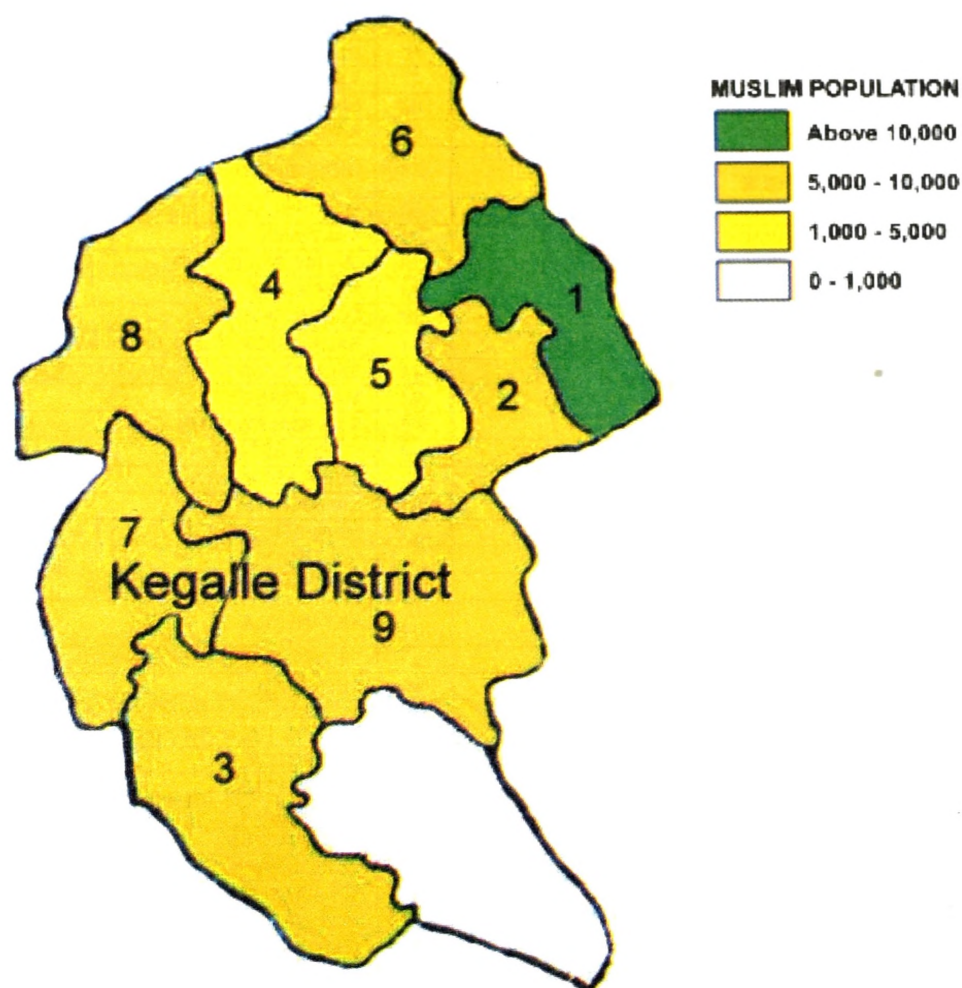 MUSLIM POPULATION
Above 10,000
5,000 - 10,000
1,000 - 5,000
0 - 1,000
6
4
1
8
5
2
7
Kegalle District
9
3